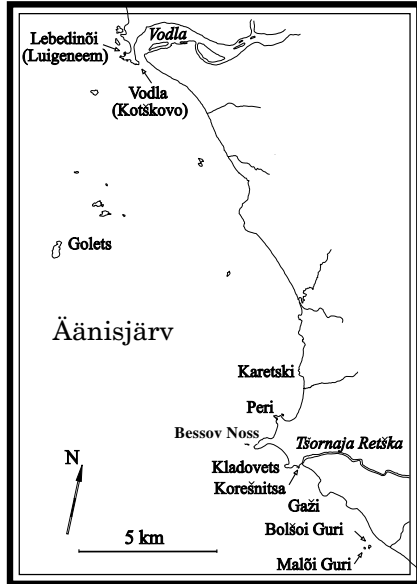 Lebedinõi
(Luigeneem)
Vodla
Vodla
(Kotškovo)
Golets
Äänisjärv
Karetski
Peri
Bessov Noss
Tšornaja Retška
Kladovets
Korešnitsa
N
Gaži
5 km
Bolšoi Guri
Malõi Guri